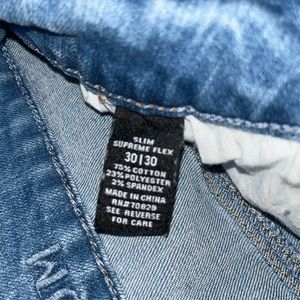 SLIM
SUPREME FLEX
30|30
75% COTTON
23% POLYESTER
2% SPANDEX
MADE IN CHINA
RN# 70829
SEE REVERSE
FOR CARE